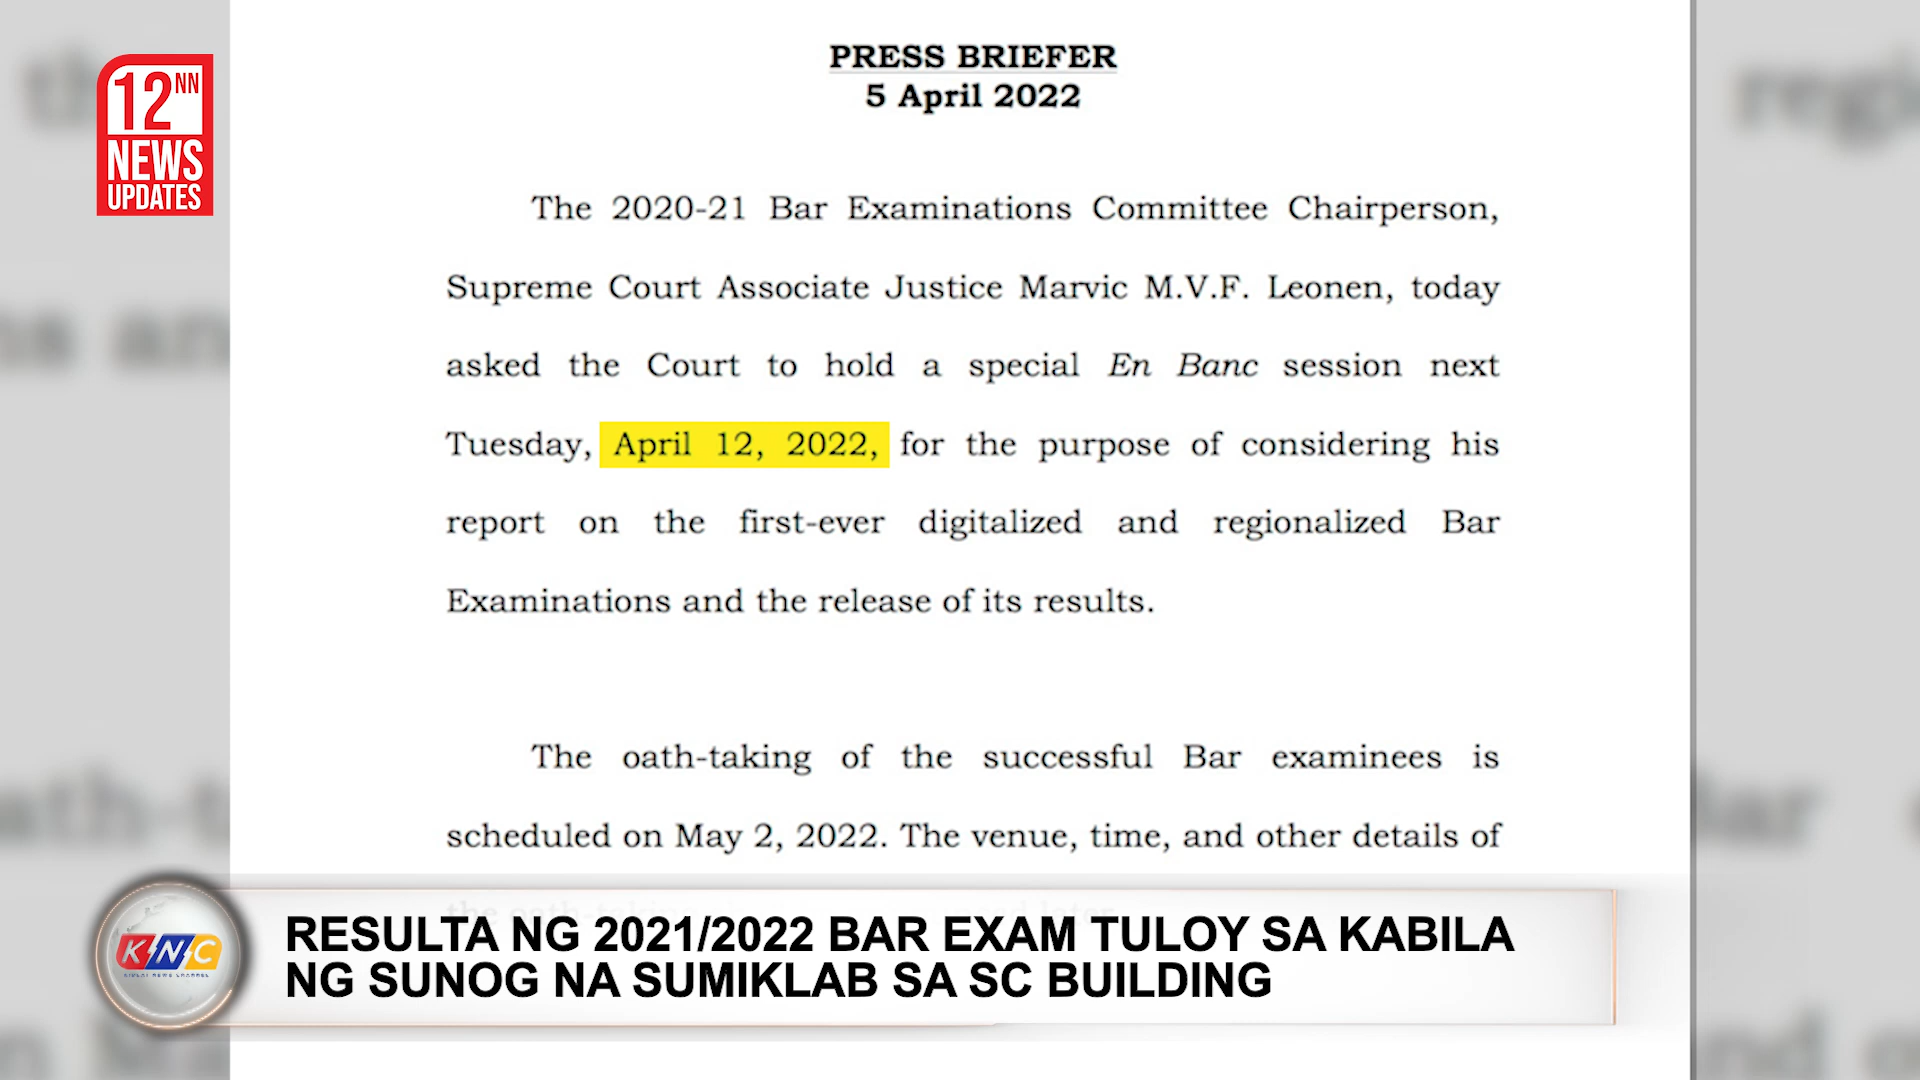 12NN
NEWS
UPDATES
PRESS BRIEFER
5 April 2022
The 2020-21 Bar Examinations Committee Chairperson,
Supreme Court Associate Justice Marvic M.V.F. Leonen, today
asked the Court to hold a special En Banc session next
Tuesday, April 12, 2022, for the purpose of considering his
report on the first-ever digitalized and regionalized Bar
Examinations and the release of its results.
The oath-taking of the successful Bar examinees is
scheduled on May 2, 2022. The venue, time, and other details of
KNC
RESULTA NG 2021/2022 BAR EXAM TULOY SA KABILA
NG SUNOG NA SUMIKLAB SA SC BUILDING